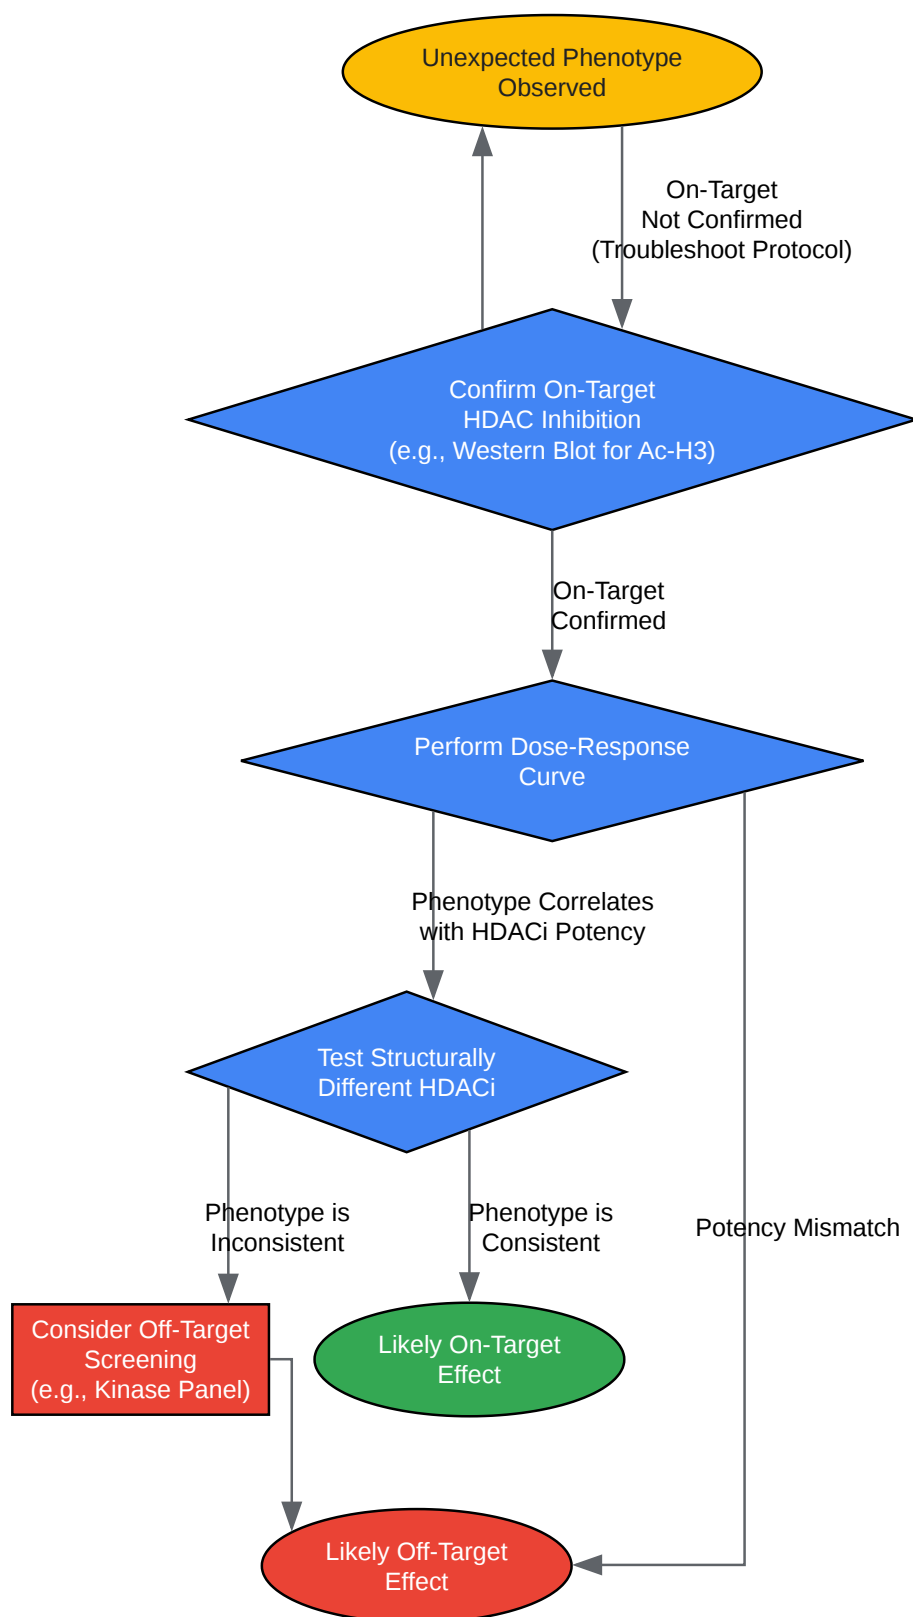 Unexpected Phenotype
Observed
On-Target
Not Confirmed
(Troubleshoot Protocol)
Confirm On-Target
HDAC Inhibition
(e.g., Western Blot for Ac-H3)
On-Target
Confirmed
Perform Dose-Response
Curve
Phenotype Correlates
with HDACi Potency
Test Structurally
Different HDACi
Phenotype is
Inconsistent
Phenotype is
Consistent
Potency Mismatch
Consider Off-Target
Screening
(e.g., Kinase Panel)
Likely On-Target
Effect
Likely Off-Target
Effect